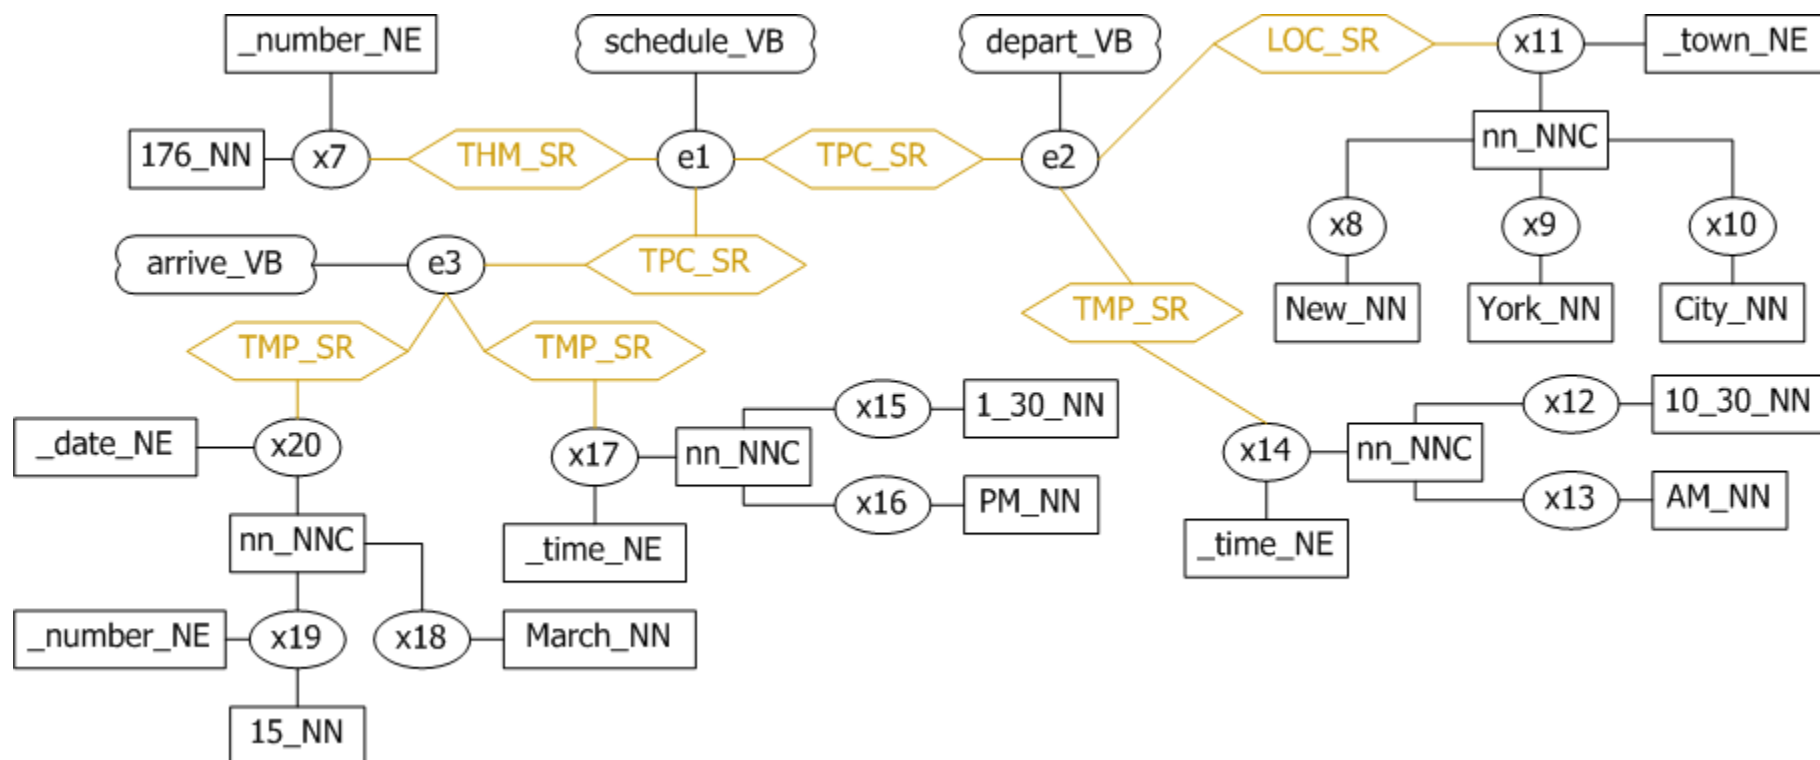 _number_NE
schedule_VB
depart_VB
LOC_SR
x11
_town_NE
176_NN
x7
THM_SR
e1
TPC_SR
e2
nn_NNC
x8
x9
x10
arrive_VB
e3
TPC_SR
New_NN
York_NN
City_NN
TMP_SR
TMP_SR
TMP_SR
x15
1_30_NN
x12
10_30_NN
_date_NE
x20
x17
nn_NNC
x14
nn_NNC
x16
PM_NN
x13
AM_NN
nn_NNC
_time_NE
_time_NE
_number_NE
x19
x18
March_NN
15_NN